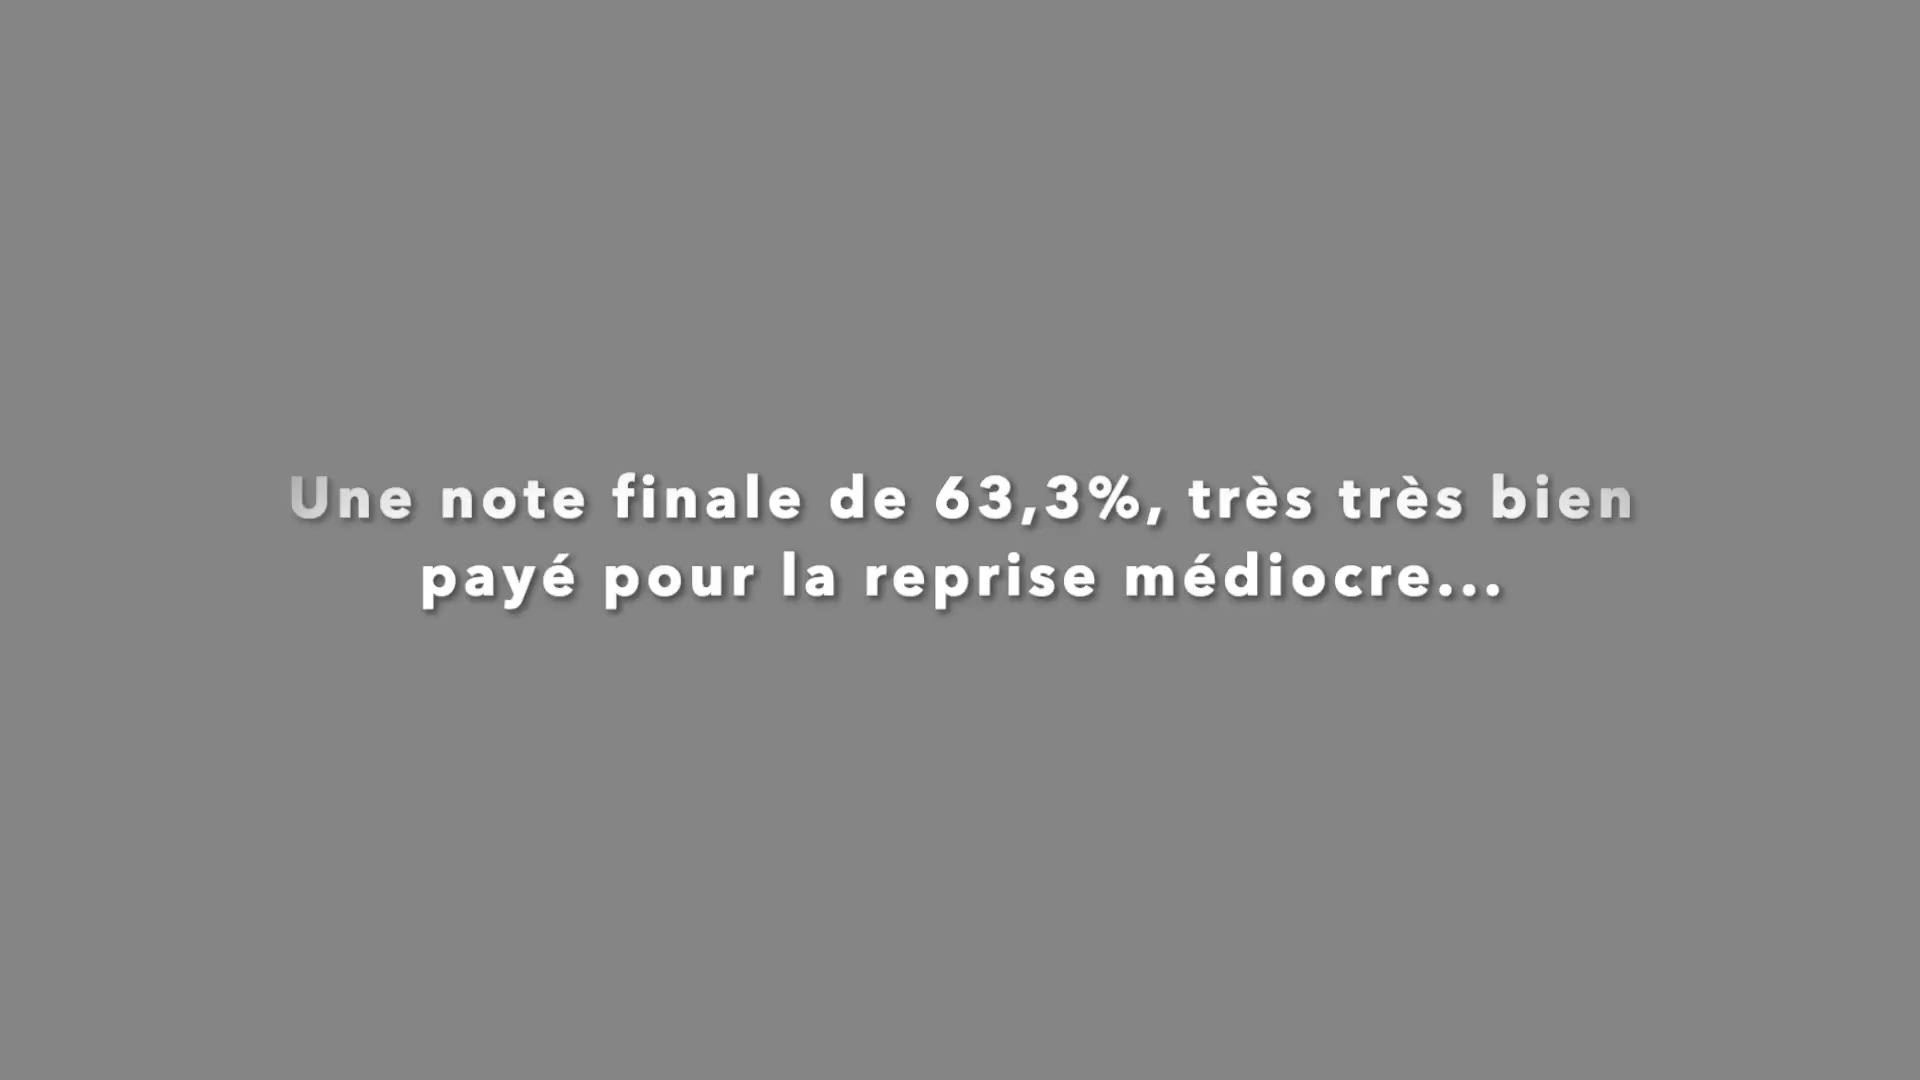 Une note finale de 63,3%, très très bien
payé pour la reprise médiocre...